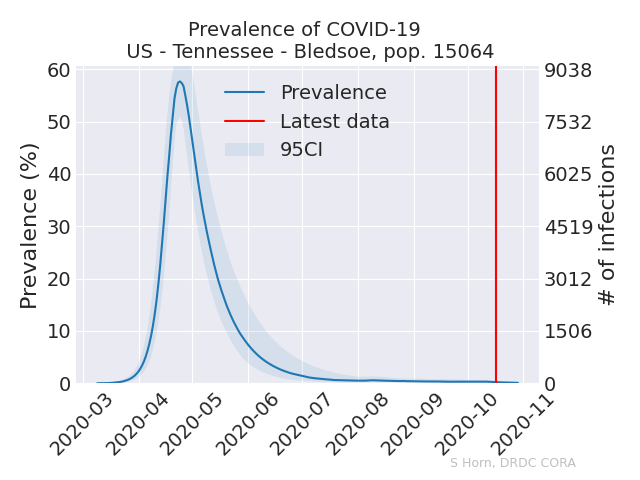 Prevalence of COVID-19
US - Tennessee - Bledsoe, pop. 15064
Prevalence (%)
60
50
40
30
20
10
0
Prevalence
Latest data
95CI
9038
7532
6025
4519
3012
1506
0
# of infections
2020-03
2020-04
2020-05
2020-06
2020-07
2020-08
2020-09
2020-10
2020-11
S Horn, DRDC CORA